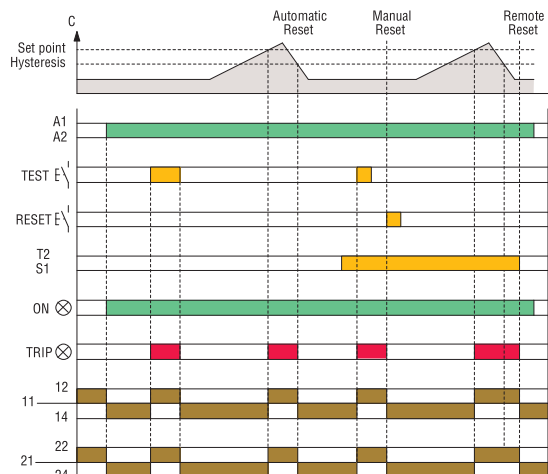 C
Automatic Reset
Manual Reset
Remote Reset
Set point
Hysteresis
A1
A2
TEST
RESET
T2
S1
ON
TRIP
12
11
14
22
21
24